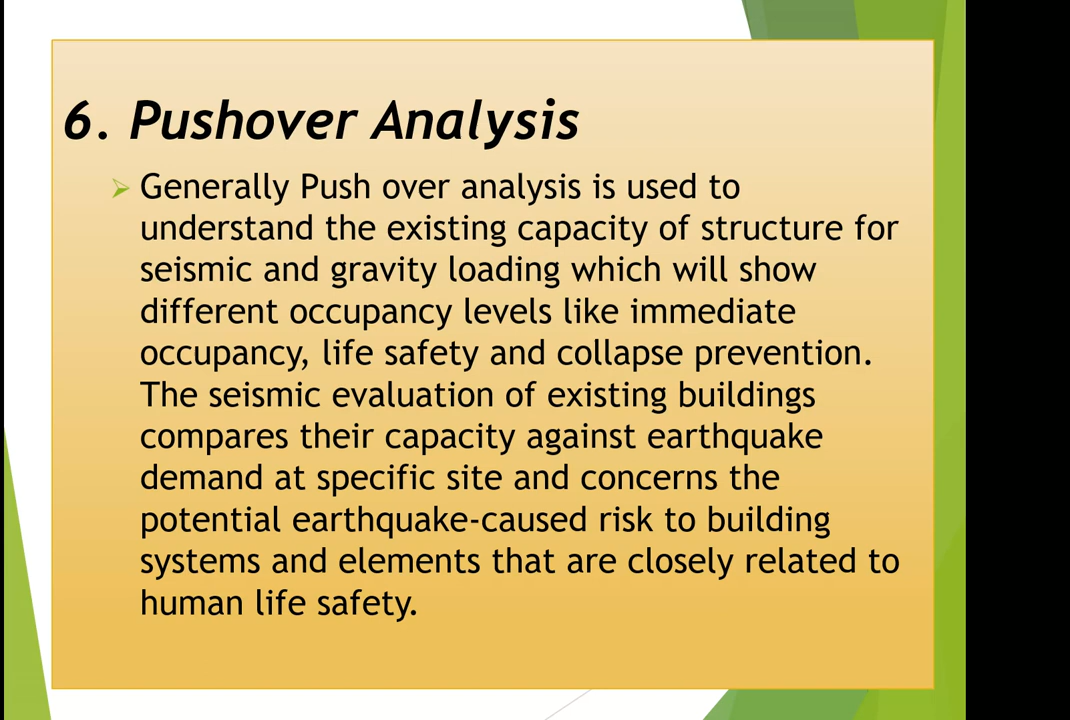 6. Pushover Analysis
Generally Push over analysis is used to
understand the existing capacity of structure for
seismic and gravity loading which will show
different occupancy levels like immediate
occupancy, life safety and collapse prevention.
The seismic evaluation of existing buildings
compares their capacity against earthquake
demand at specific site and concerns the
potential earthquake-caused risk to building
systems and elements that are closely related to
human life safety.